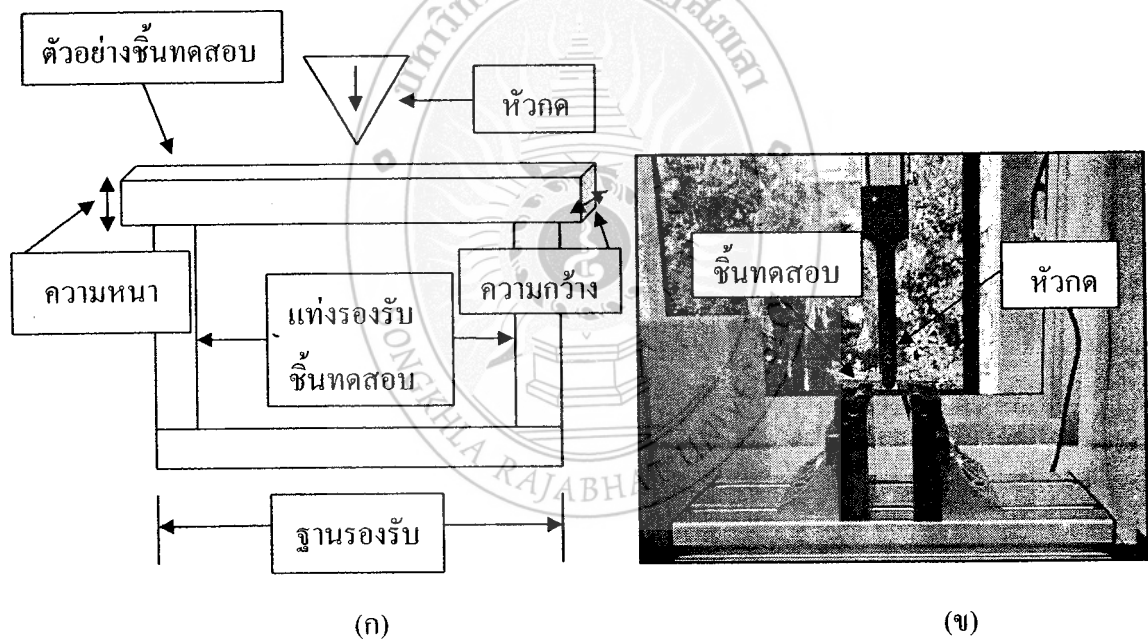 ตัวอย่างชิ้นทดสอบ
หัวกด
ความหนา
ความกว้าง
แท่งรองรับ
ชิ้นทดสอบ
ฐานรองรับ
(ก)
ชิ้นทดสอบ
หัวกด
(ข)
RAJABHAT